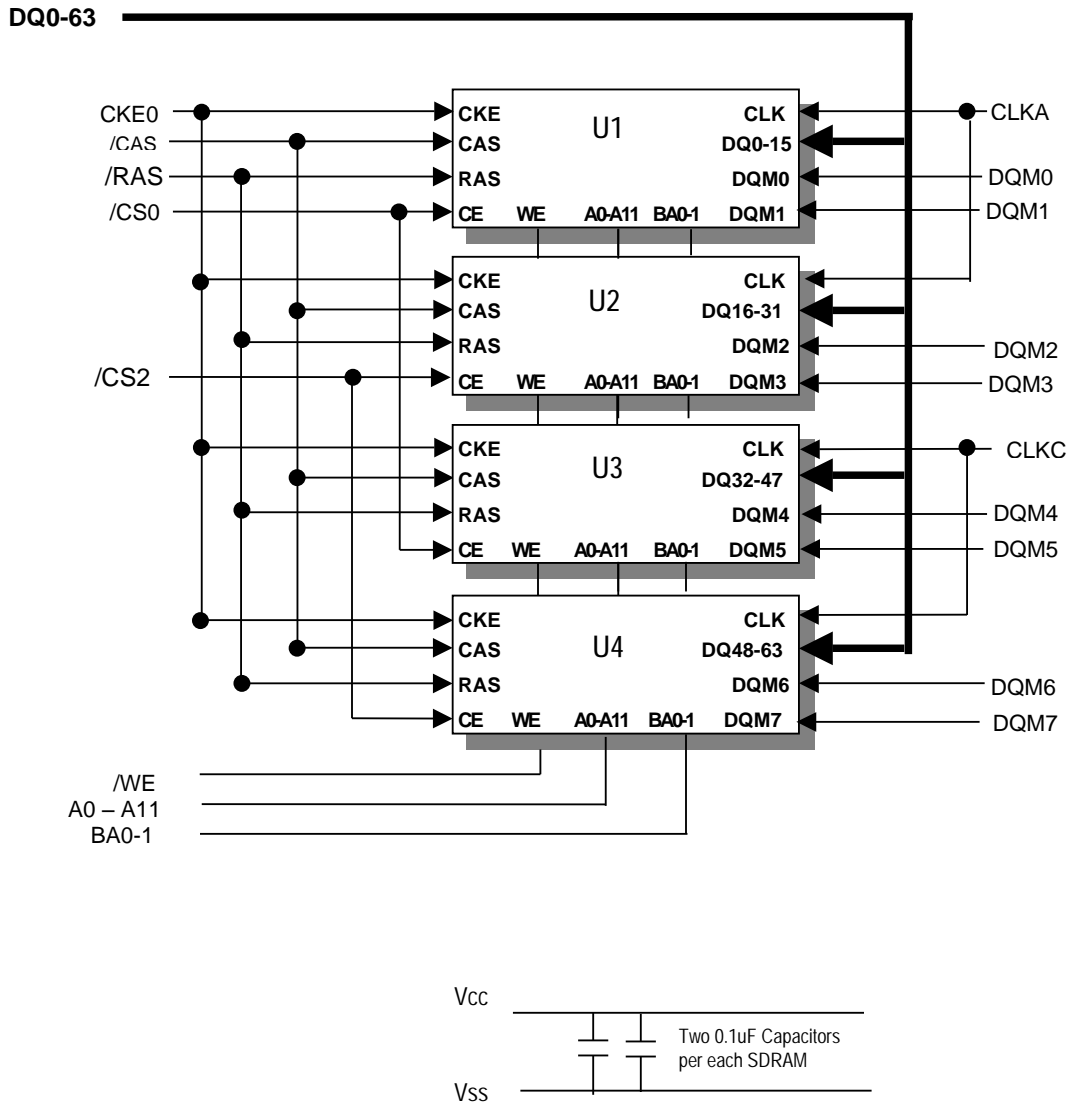 DQ0-63
CKE0
/CAS
/RAS
/CS0
/CS2
CKE
CAS
RAS
CE WE A0-A11 BA0-1 DQM1
U1
CLK
DQ0-15
DQM0
CLKA
DQM0
DQM1
CKE
CAS
RAS
CE WE A0-A11 BA0-1 DQM3
U2
CLK
DQ16-31
DQM2
DQM2
DQM3
CKE
CAS
RAS
CE WE A0-A11 BA0-1 DQM5
U3
CLK
DQ32-47
DQM4
CLKC
DQM4
DQM5
CKE
CAS
RAS
CE WE A0-A11 BA0-1 DQM7
U4
CLK
DQ48-63
DQM6
DQM6
DQM7
/WE
A0 – A11
BA0-1
Vcc
Two 0.1uF Capacitors
per each SDRAM
Vss